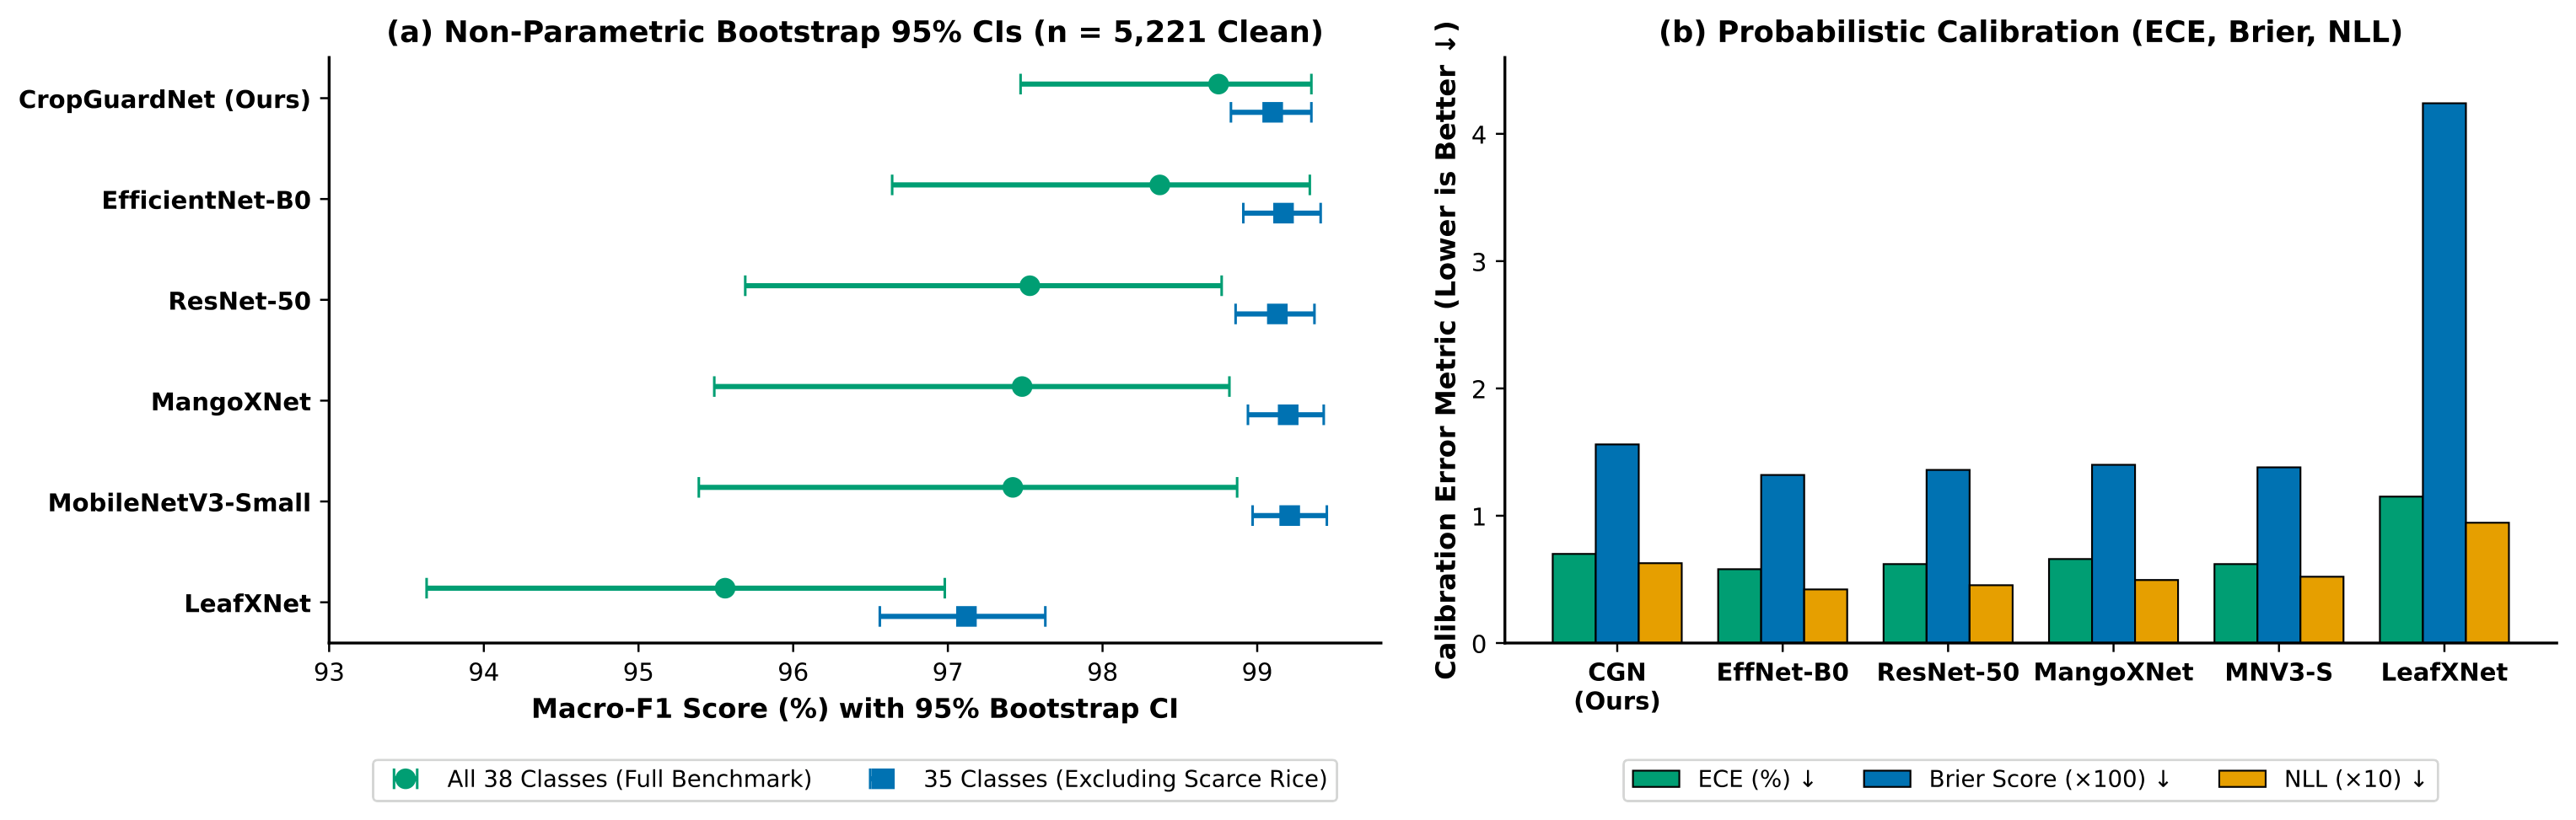 (a) Non-Parametric Bootstrap 95% CIs (n = 5,221 Clean)
CropGuardNet (Ours)
EfficientNet-B0
ResNet-50
MangoXNet
MobileNetV3-Small
LeafXNet
93 94 95 96 97 98 99
Macro-F1 Score (%) with 95% Bootstrap CI
All 38 Classes (Full Benchmark) 35 Classes (Excluding Scarce Rice)
(b) Probabilistic Calibration (ECE, Brier, NLL)
Calibration Error Metric (Lower is Better ↓)
4
3
2
1
0
CGN EffNet-B0 ResNet-50 MangoXNet MNV3-S LeafXNet
(Ours)
ECE (%) ↓ Brier Score (×100) ↓ NLL (×10) ↓